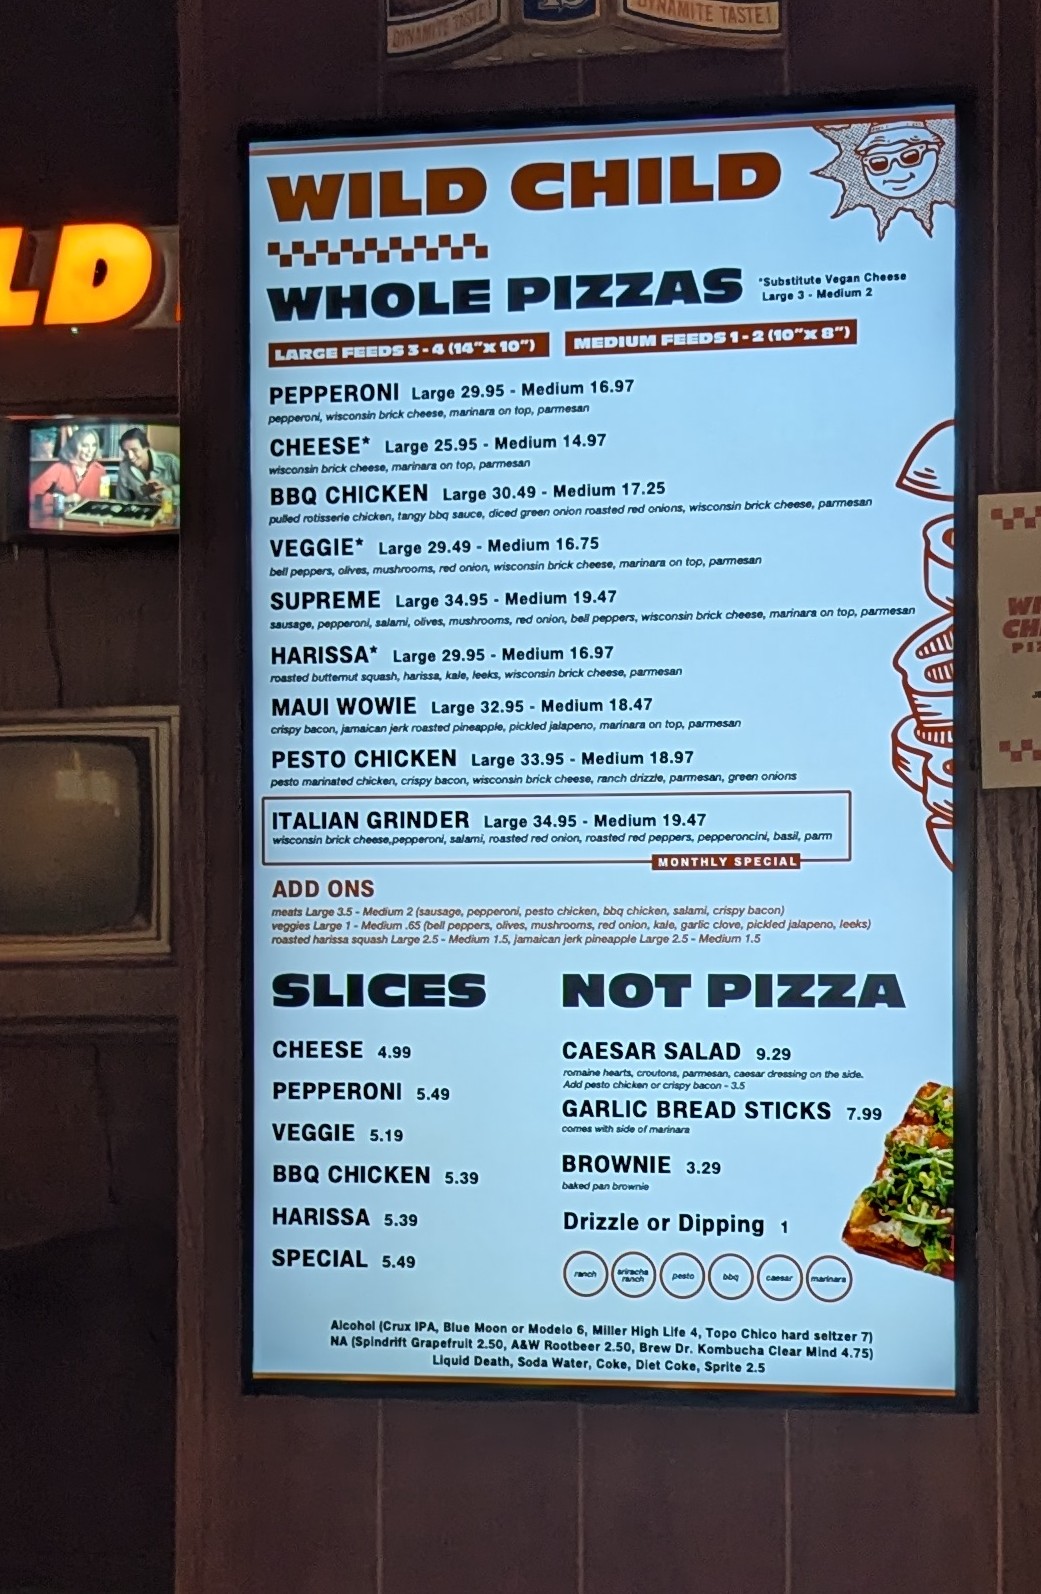 DYNAMITE TASTE!
DYNAMITE TASTE!
LD
WILD CHILD
WHOLE PIZZAS
*Substitute Vegan Cheese
Large 3 - Medium 2
LARGE FEEDS 3 - 4 (14"X 10")
MEDIUM FEEDS 1 - 2 (10"X 8")
PEPPERONI Large 29.95 - Medium 16.97
pepperoni, wisconsin brick cheese, marinara on top, parmesan
CHEESE* Large 25.95 - Medium 14.97
wisconsin brick cheese, marinara on top, parmesan
BBQ CHICKEN Large 30.49 - Medium 17.25
pulled rotisserie chicken, tangy bbq sauce, diced green onion roasted red onions, wisconsin brick cheese, parmesan
VEGGIE* Large 29.49 - Medium 16.75
bell peppers, olives, mushrooms, red onion, wisconsin brick cheese, marinara on top, parmesan
SUPREME Large 34.95 - Medium 19.47
sausage, pepperoni, salami, olives, mushrooms, red onion, bell peppers, wisconsin brick cheese, marinara on top, parmesan
HARISSA* Large 29.95 - Medium 16.97
roasted butternut squash, harissa, kale, leeks, wisconsin brick cheese, parmesan
MAUI WOWIE Large 32.95 - Medium 18.47
crispy bacon, jamaican jerk roasted pineapple, pickled jalapeno, marinara on top, parmesan
PESTO CHICKEN Large 33.95 - Medium 18.97
pesto marinated chicken, crispy bacon, wisconsin brick cheese, ranch drizzle, parmesan, green onions
ITALIAN GRINDER Large 34.95 - Medium 19.47
wisconsin brick cheese,pepperoni, salami, roasted red onion, roasted red peppers, pepperoncini, basil, parm
MONTHLY SPECIAL
ADD ONS
meats Large 3.5 - Medium 2 (sausage, pepperoni, pesto chicken, bbq chicken, salami, crispy bacon)
veggies Large 1 - Medium .65 (bell peppers, olives, mushrooms, red onion, kale, garlic clove, pickled jalapeno, leeks)
roasted harissa squash Large 2.5 - Medium 1.5, jamaican jerk pineapple Large 2.5 - Medium 1.5
SLICES
CHEESE 4.99
PEPPERONI 5.49
VEGGIE 5.19
BBQ CHICKEN 5.39
HARISSA 5.39
SPECIAL 5.49
NOT PIZZA
CAESAR SALAD 9.29
romaine hearts, croutons, parmesan, caesar dressing on the side.
Add pesto chicken or crispy bacon - 3.5
GARLIC BREAD STICKS 7.99
comes with side of marinara
BROWNIE 3.29
baked pan brownie
Drizzle or Dipping 1
ranch
sriracha
ranch
pesto
bbq
caesar
marinara
Alcohol (Crux IPA, Blue Moon or Modelo 6, Miller High Life 4, Topo Chico hard seltzer 7)
NA (Spindrift Grapefruit 2.50, A&W Rootbeer 2.50, Brew Dr. Kombucha Clear Mind 4.75)
Liquid Death, Soda Water, Coke, Diet Coke, Sprite 2.5